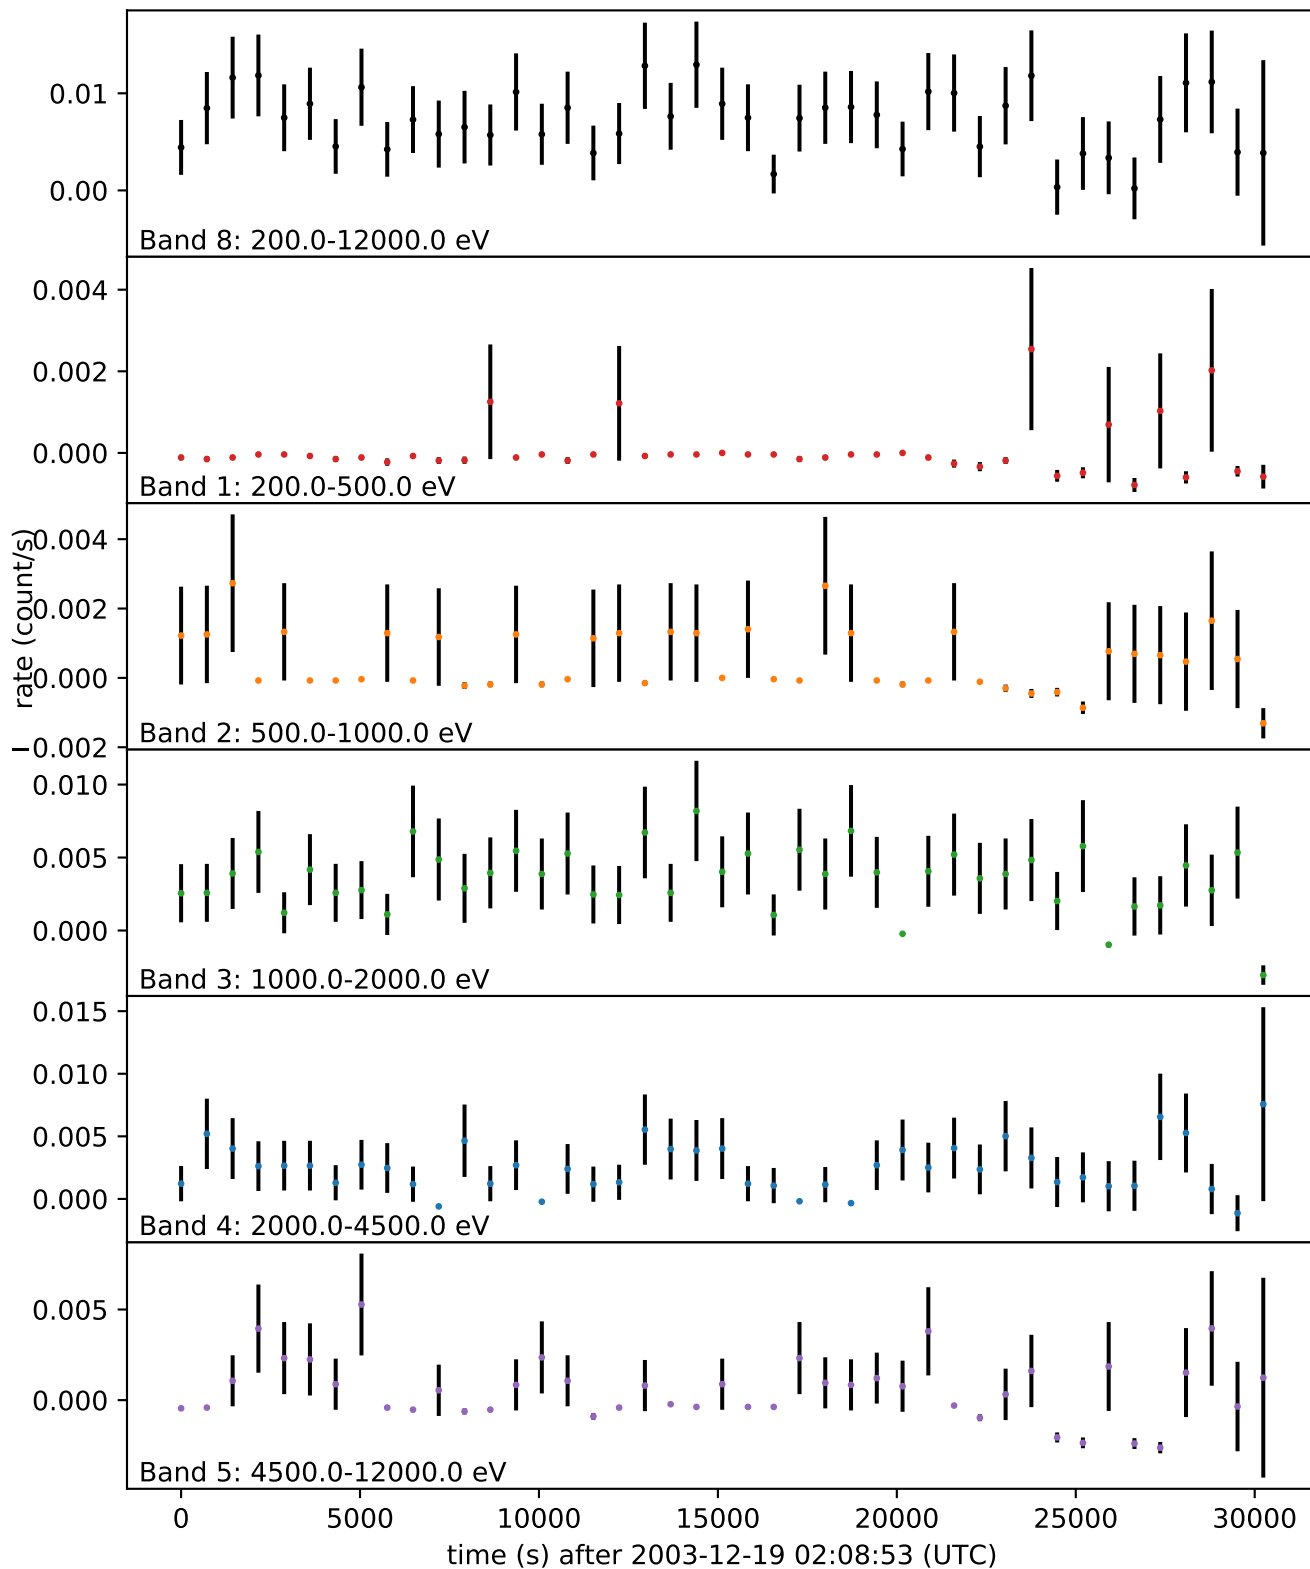 0.01
0.00
Band 8: 200.0-12000.0 eV
0.004
0.002
0.000
Band 1: 200.0-500.0 eV
rate (count/s)
0.004
0.002
0.000
−0.002
Band 2: 500.0-1000.0 eV
0.010
0.005
0.000
Band 3: 1000.0-2000.0 eV
0.015
0.010
0.005
0.000
Band 4: 2000.0-4500.0 eV
0.005
0.000
Band 5: 4500.0-12000.0 eV
0 5000 10000 15000 20000 25000 30000
time (s) after 2003-12-19 02:08:53 (UTC)